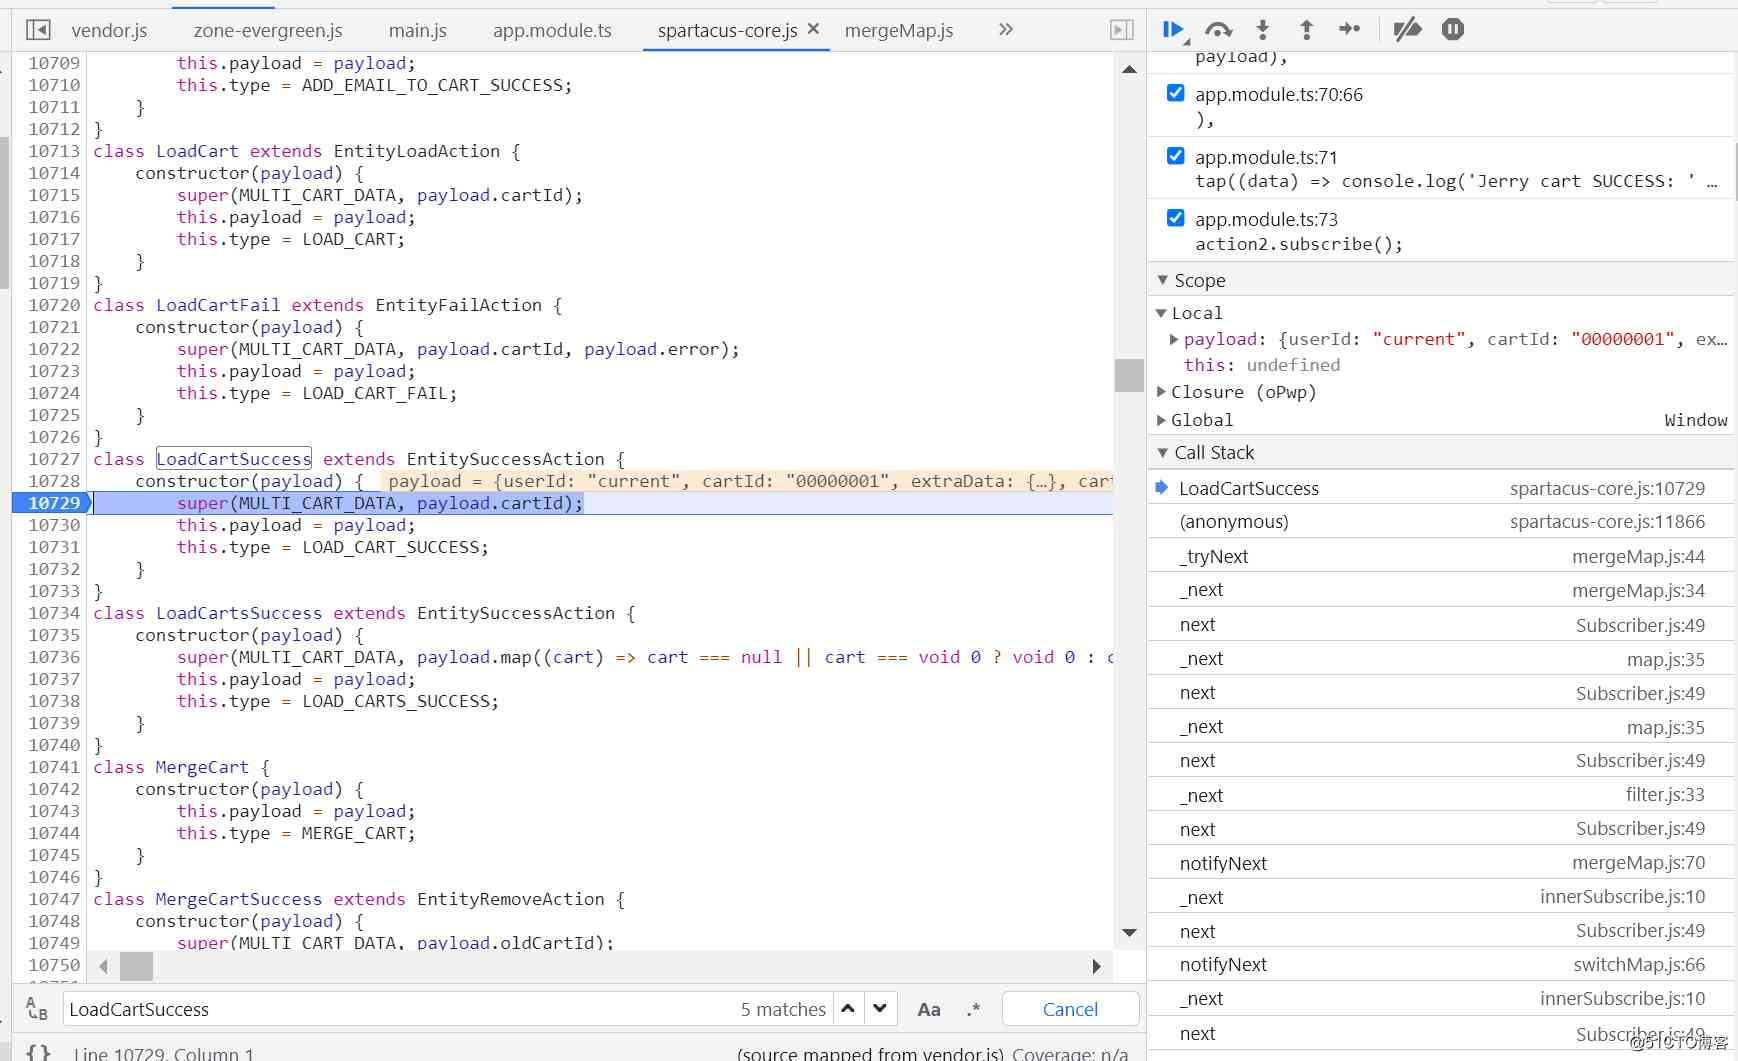 vendor.js zone-evergreen.js main.js app.module.ts spartacus-core.js × mergeMap.js »
10709 this.payload = payload;
10710 this.type = ADD_EMAIL_TO_CART_SUCCESS;
10711 }
10712 }
10713 class LoadCart extends EntityLoadAction {
10714 constructor(payload) {
10715 super(MULTI_CART_DATA, payload.cartId);
10716 this.payload = payload;
10717 this.type = LOAD_CART;
10718 }
10719 }
10720 class LoadCartFail extends EntityFailAction {
10721 constructor(payload) {
10722 super(MULTI_CART_DATA, payload.cartId, payload.error);
10723 this.payload = payload;
10724 this.type = LOAD_CART_FAIL;
10725 }
10726 }
10727 class LoadCartSuccess extends EntitySuccessAction {
10728 constructor(payload) { payload = {userId: "current", cartId: "00000001", extraData: {…}, cart
10729 super(MULTI_CART_DATA, payload.cartId);
10730 this.payload = payload;
10731 this.type = LOAD_CART_SUCCESS;
10732 }
10733 }
10734 class LoadCartsSuccess extends EntitySuccessAction {
10735 constructor(payload) {
10736 super(MULTI_CART_DATA, payload.map((cart) => cart === null || cart === void 0 ? void 0 : c
10737 this.payload = payload;
10738 this.type = LOAD_CARTS_SUCCESS;
10739 }
10740 }
10741 class MergeCart {
10742 constructor(payload) {
10743 this.payload = payload;
10744 this.type = MERGE_CART;
10745 }
10746 }
10747 class MergeCartSuccess extends EntityRemoveAction {
10748 constructor(payload) {
10749 super(MULTI_CART_DATA, payload.oldCartId);
10750
LoadCartSuccess 5 matches Aa .* Cancel
{} Line 10729, Column 1 (source mapped from vendor.js) Coverage: n/a
payload),
app.module.ts:70:66
),
app.module.ts:71
tap((data) => console.log('Jerry cart SUCCESS: ' …
app.module.ts:73
action2.subscribe();
Scope
Local
payload: {userId: "current", cartId: "00000001", ex…
this: undefined
Closure (oPwp)
Global Window
Call Stack
LoadCartSuccess spartacus-core.js:10729
(anonymous) spartacus-core.js:11866
_tryNext mergeMap.js:44
_next mergeMap.js:34
next Subscriber.js:49
_next map.js:35
next Subscriber.js:49
_next map.js:35
next Subscriber.js:49
_next filter.js:33
next Subscriber.js:49
notifyNext mergeMap.js:70
_next innerSubscribe.js:10
next Subscriber.js:49
notifyNext switchMap.js:66
_next innerSubscribe.js:10
next Subscriber.js:49
@51CTO博客